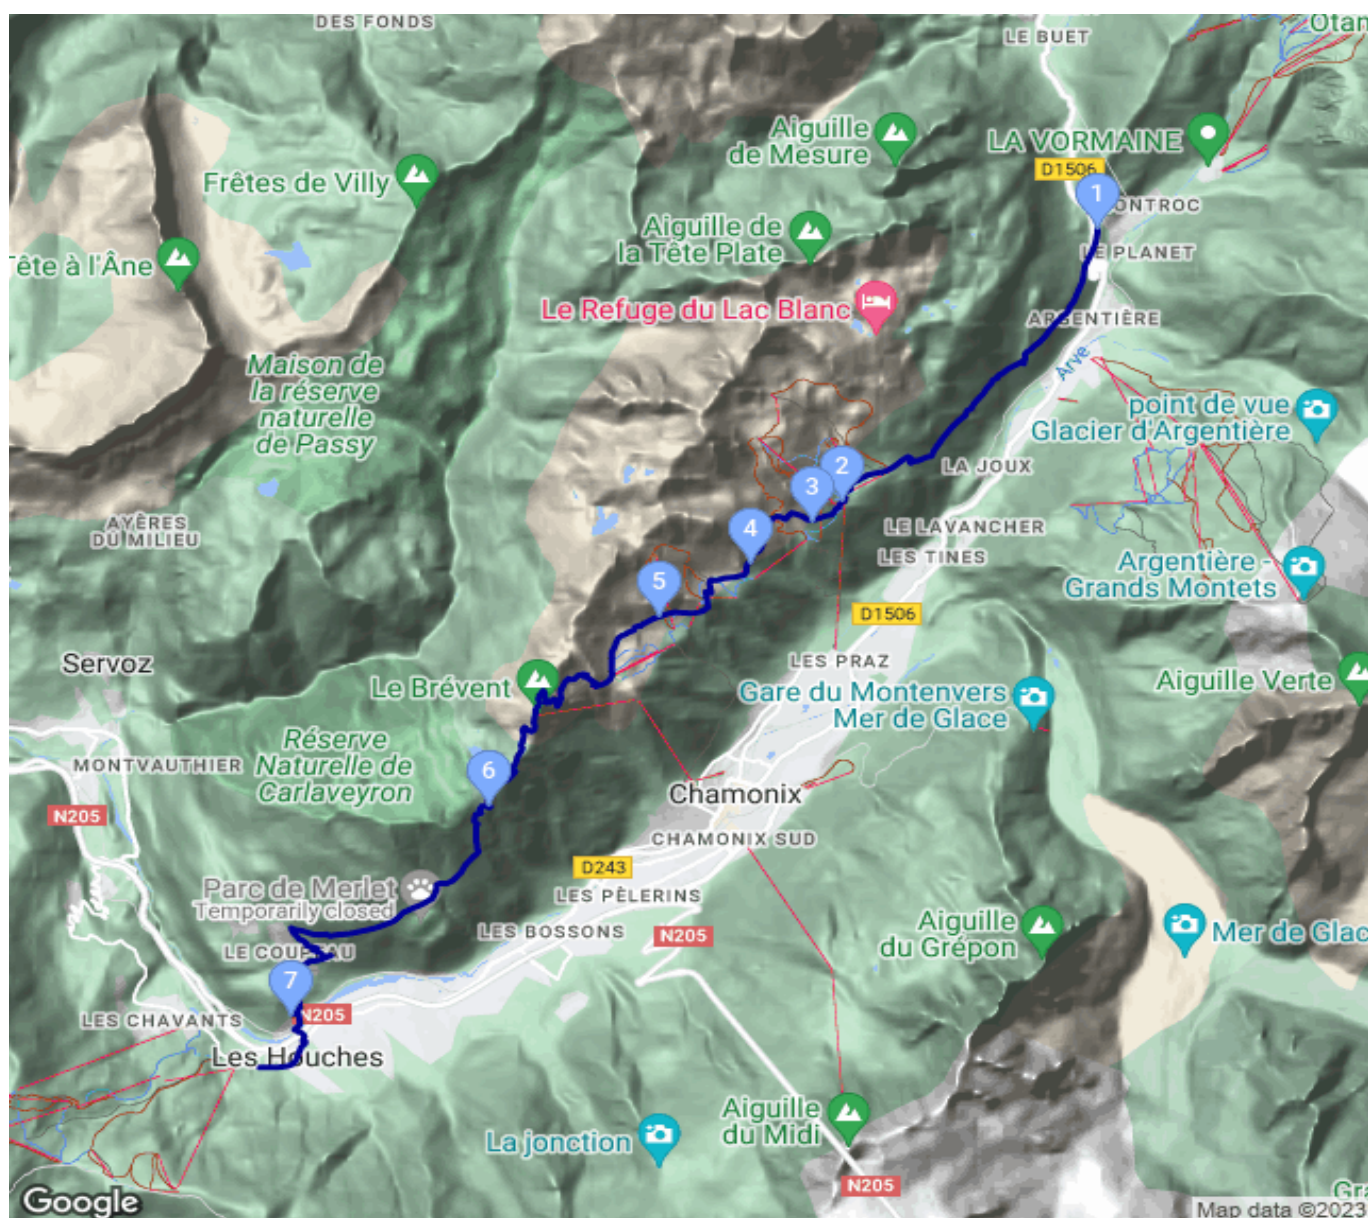 DES FONDS
LE BUET
Otan
Aiguille
de Mesure
LA VORMAINE
D1506
Frêtes de Villy
1
ONTROC
Aiguille de
la Tête Plate
LE PLANET
Tête à l'Âne
Le Refuge du Lac Blanc
ARGENTIÈRE
Arve
Maison de
la réserve
naturelle
de Passy
point de vue
Glacier d'Argentière
2
LA JOUX
3
AYÈRES
DU MILIEU
4
LE LAVANCHER
LES TINES
Argentière -
Grands Montets
5
D1506
Servoz
LES PRAZ
Le Brévent
Gare du Montenvers
Mer de Glace
Aiguille Verte
Réserve
Naturelle de
Carlaveyron
MONTVAUTHIER
6
Chamonix
N205
CHAMONIX SUD
D243
Parc de Merlet
Temporarily closed
LES PÈLERINS
LES BOSSONS
N205
Aiguille
du Grépon
Mer de Glac
LE COUPEAU
7
LES CHAVANTS
N205
Les Houches
Aiguille
du Midi
La jonction
N205
Gra
Google
Map data ©2023